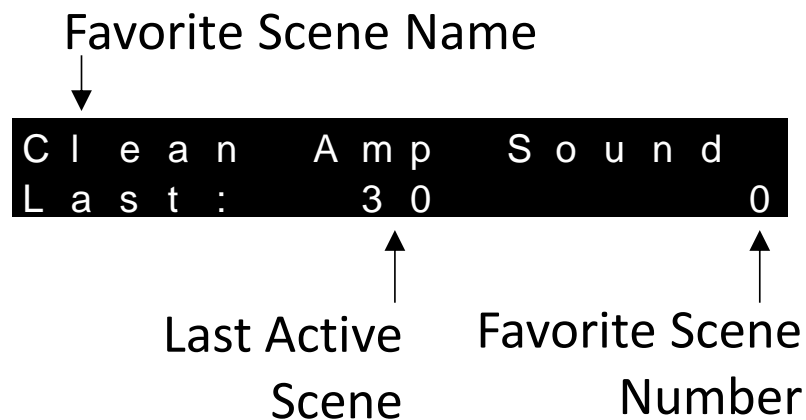 Favorite Scene Name
Clean Amp Sound
Last: 30 0
Last Active
Scene
Favorite Scene
Number